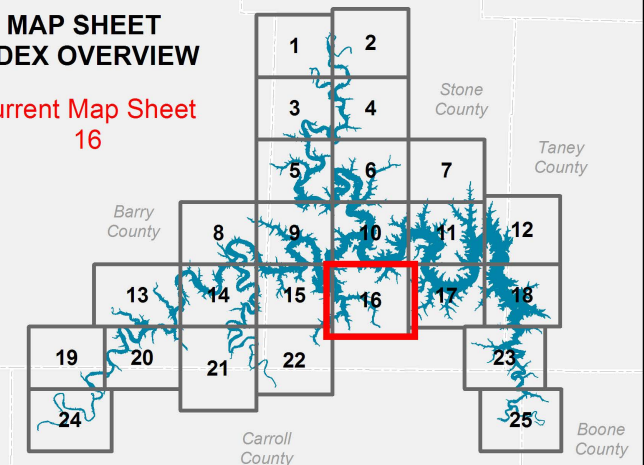 MAP SHEET
DEX OVERVIEW
urrent Map Sheet
16
1
2
3
4
Stone
County
5
6
7
Taney
County
Barry
County
8
9
10
11
12
13
14
15
16
17
18
19
20
21
22
23
24
25
Carroll
County
Boone
County